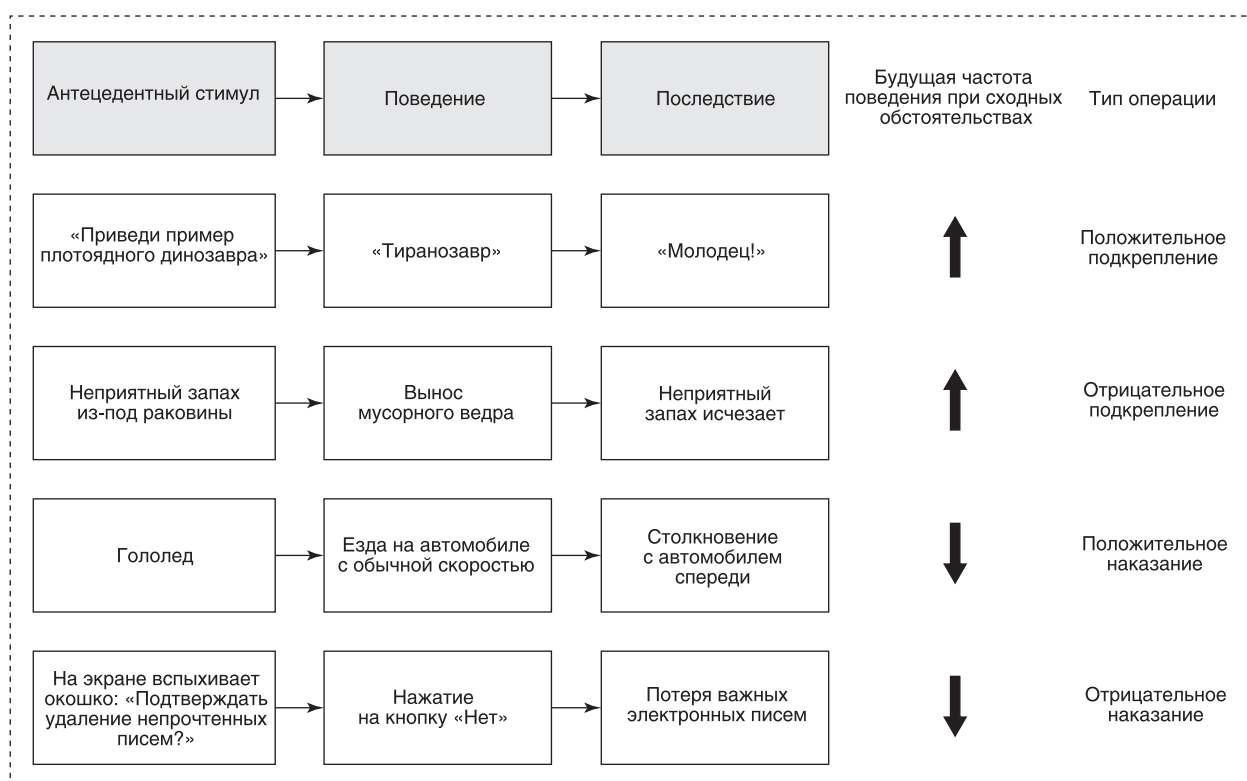 Антецедентный стимул
Поведение
Последствие
Будущая частота
поведения при сходных
обстоятельствах
Тип операции
«Приведи пример
плотоядного динозавра»
«Тиранозавр»
«Молодец!»
Положительное
подкрепление
Неприятный запах
из-под раковины
Вынос
мусорного ведра
Неприятный
запах исчезает
Отрицательное
подкрепление
Гололед
Езда на автомобиле
с обычной скоростью
Столкновение
с автомобилем
спереди
Положительное
наказание
На экране вспыхивает
окошко: «Подтверждать
удаление непрочтенных
писем?»
Нажатие
на кнопку «Нет»
Потеря важных
электронных писем
Отрицательное
наказание